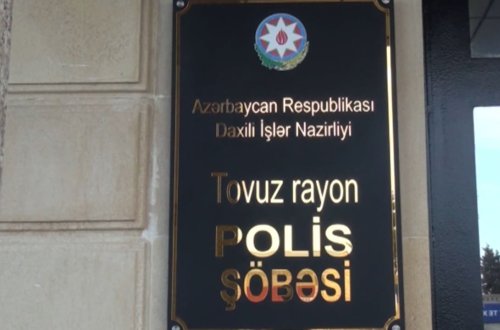 Azərbaycan Respublikası
Daxili İşlər Nazirliyi
Tovuz rayon
POLİS
ŞÖBƏSİ